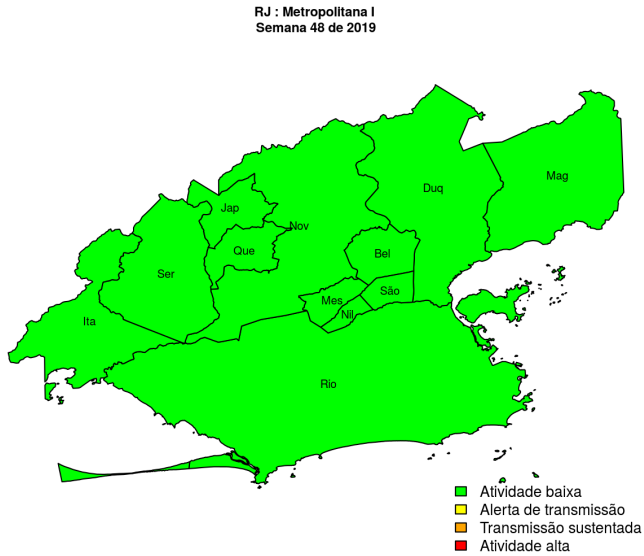 RJ : Metropolitana I
Semana 48 de 2019
Mag
Duq
Jap
Nov
Que
Bel
Ser
São
Mes
Nil
Ita
Rio
Atividade baixa
Alerta de transmissão
Transmissão sustentada
Atividade alta